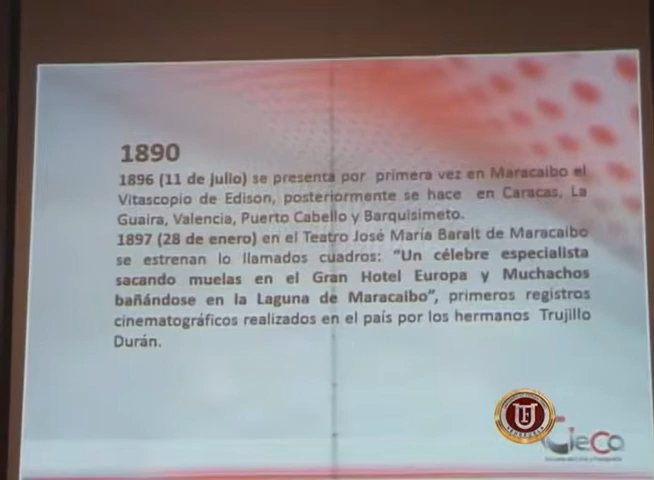 1890
1896 (11 de julio) se presenta por primera vez en Maracaibo el
Vitascopio de Edison, posteriormente se hace en Caracas, La
Guaira, Valencia, Puerto Cabello y Barquisimeto.
1897 (28 de enero) en el Teatro José María Baralt de Maracaibo
se estrenan lo llamados cuadros: “Un célebre especialista
sacando muelas en el Gran Hotel Europa y Muchachos
bañándose en la Laguna de Maracaibo”, primeros registros
cinematográficos realizados en el país por los hermanos Trujillo
Durán.
VENEZUELA
CieCo